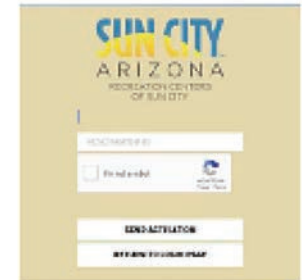 SUN CITY
ARIZONA
RECREATION CENTERS
OF SUN CITY
I'm not a robot
SEND ACTIVATION
RETURN TO LOGIN PAGE